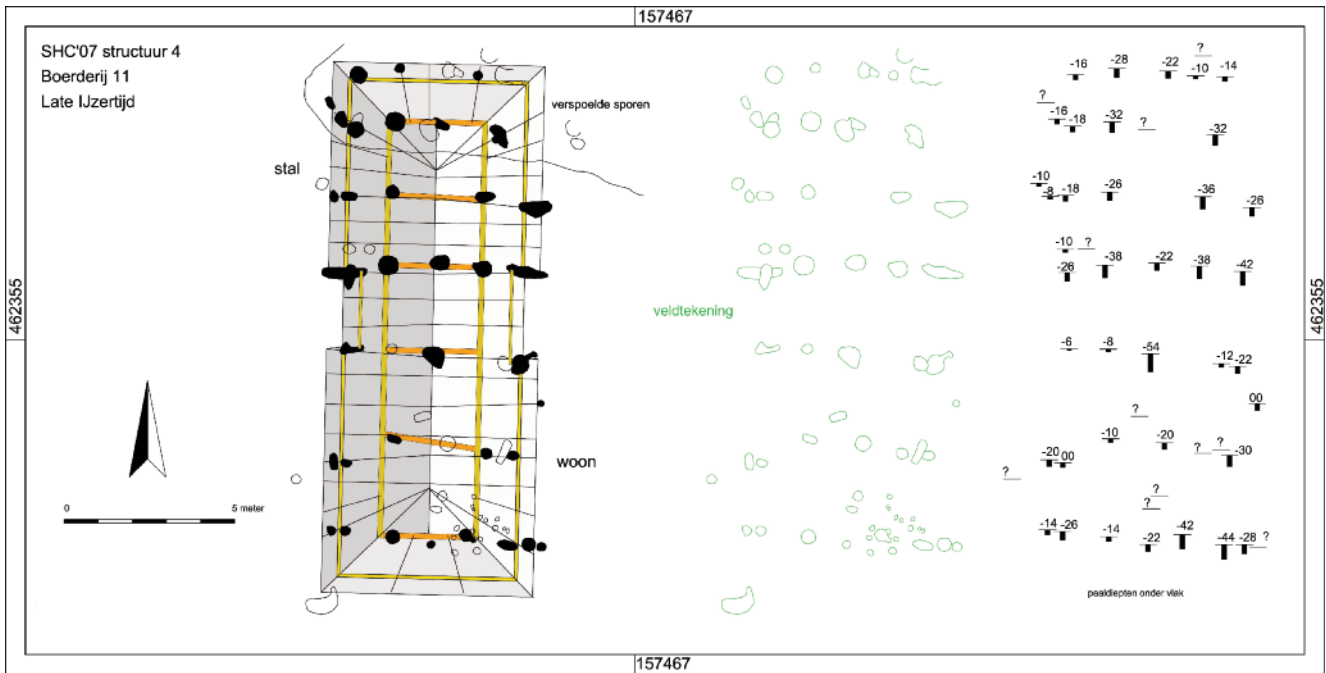 157467
SHC'07 structuur 4
Boerderij 11
Late IJzertijd
verspoelde sporen
stal
woon
462355
0 5 meter
veldtekening
462355
?
-16 -28 -22 -10 -14
?
-16 -18 -32 ? -32
-10 -8 -18 -26 -36 -26
-10 ?
-26 -38 -22 -38 -42
-6 -8 -54 -12 -22
00
?
-20 00 -10 -20 ? ? -30
?
?
?
-14 -26 -14 -22 -42 -44 -28 ?
paaldiepten onder vlak
157467